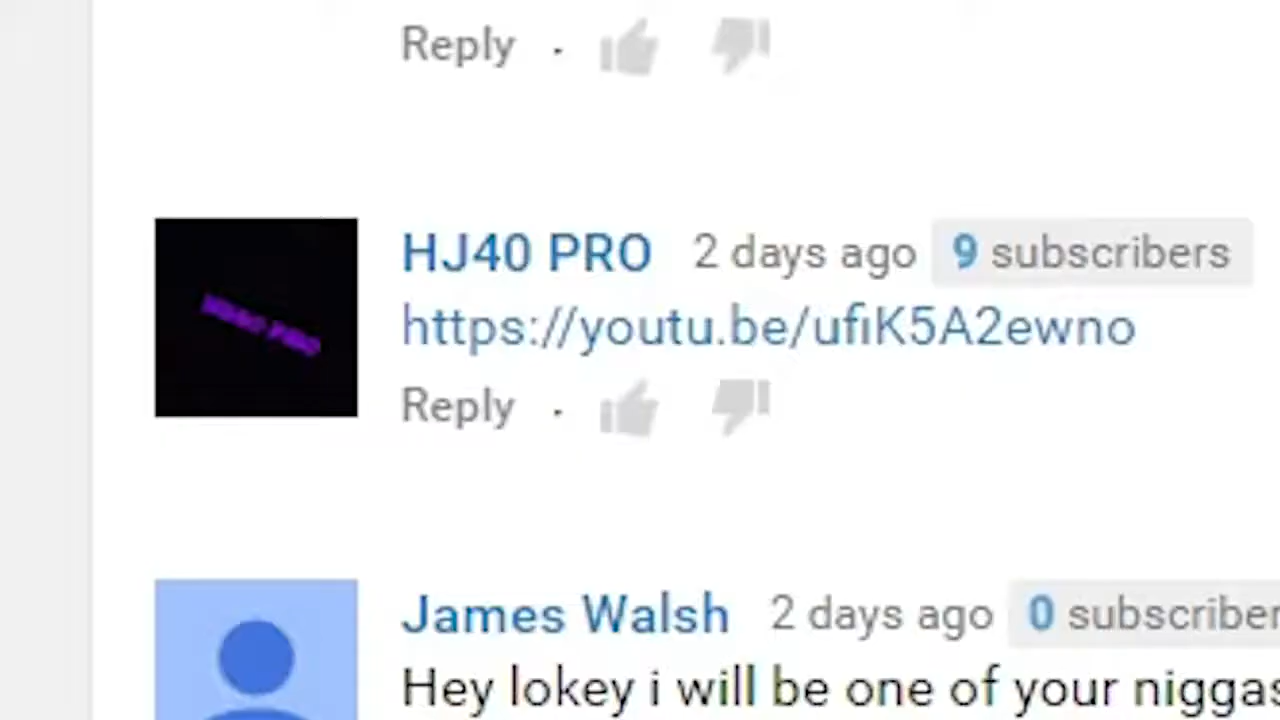 Reply ·
HJ40 PRO 2 days ago 9 subscribers
https://youtu.be/ufiK5A2ewno
Reply ·
James Walsh 2 days ago 0 subscriber
Hey lokey i will be one of your niggas